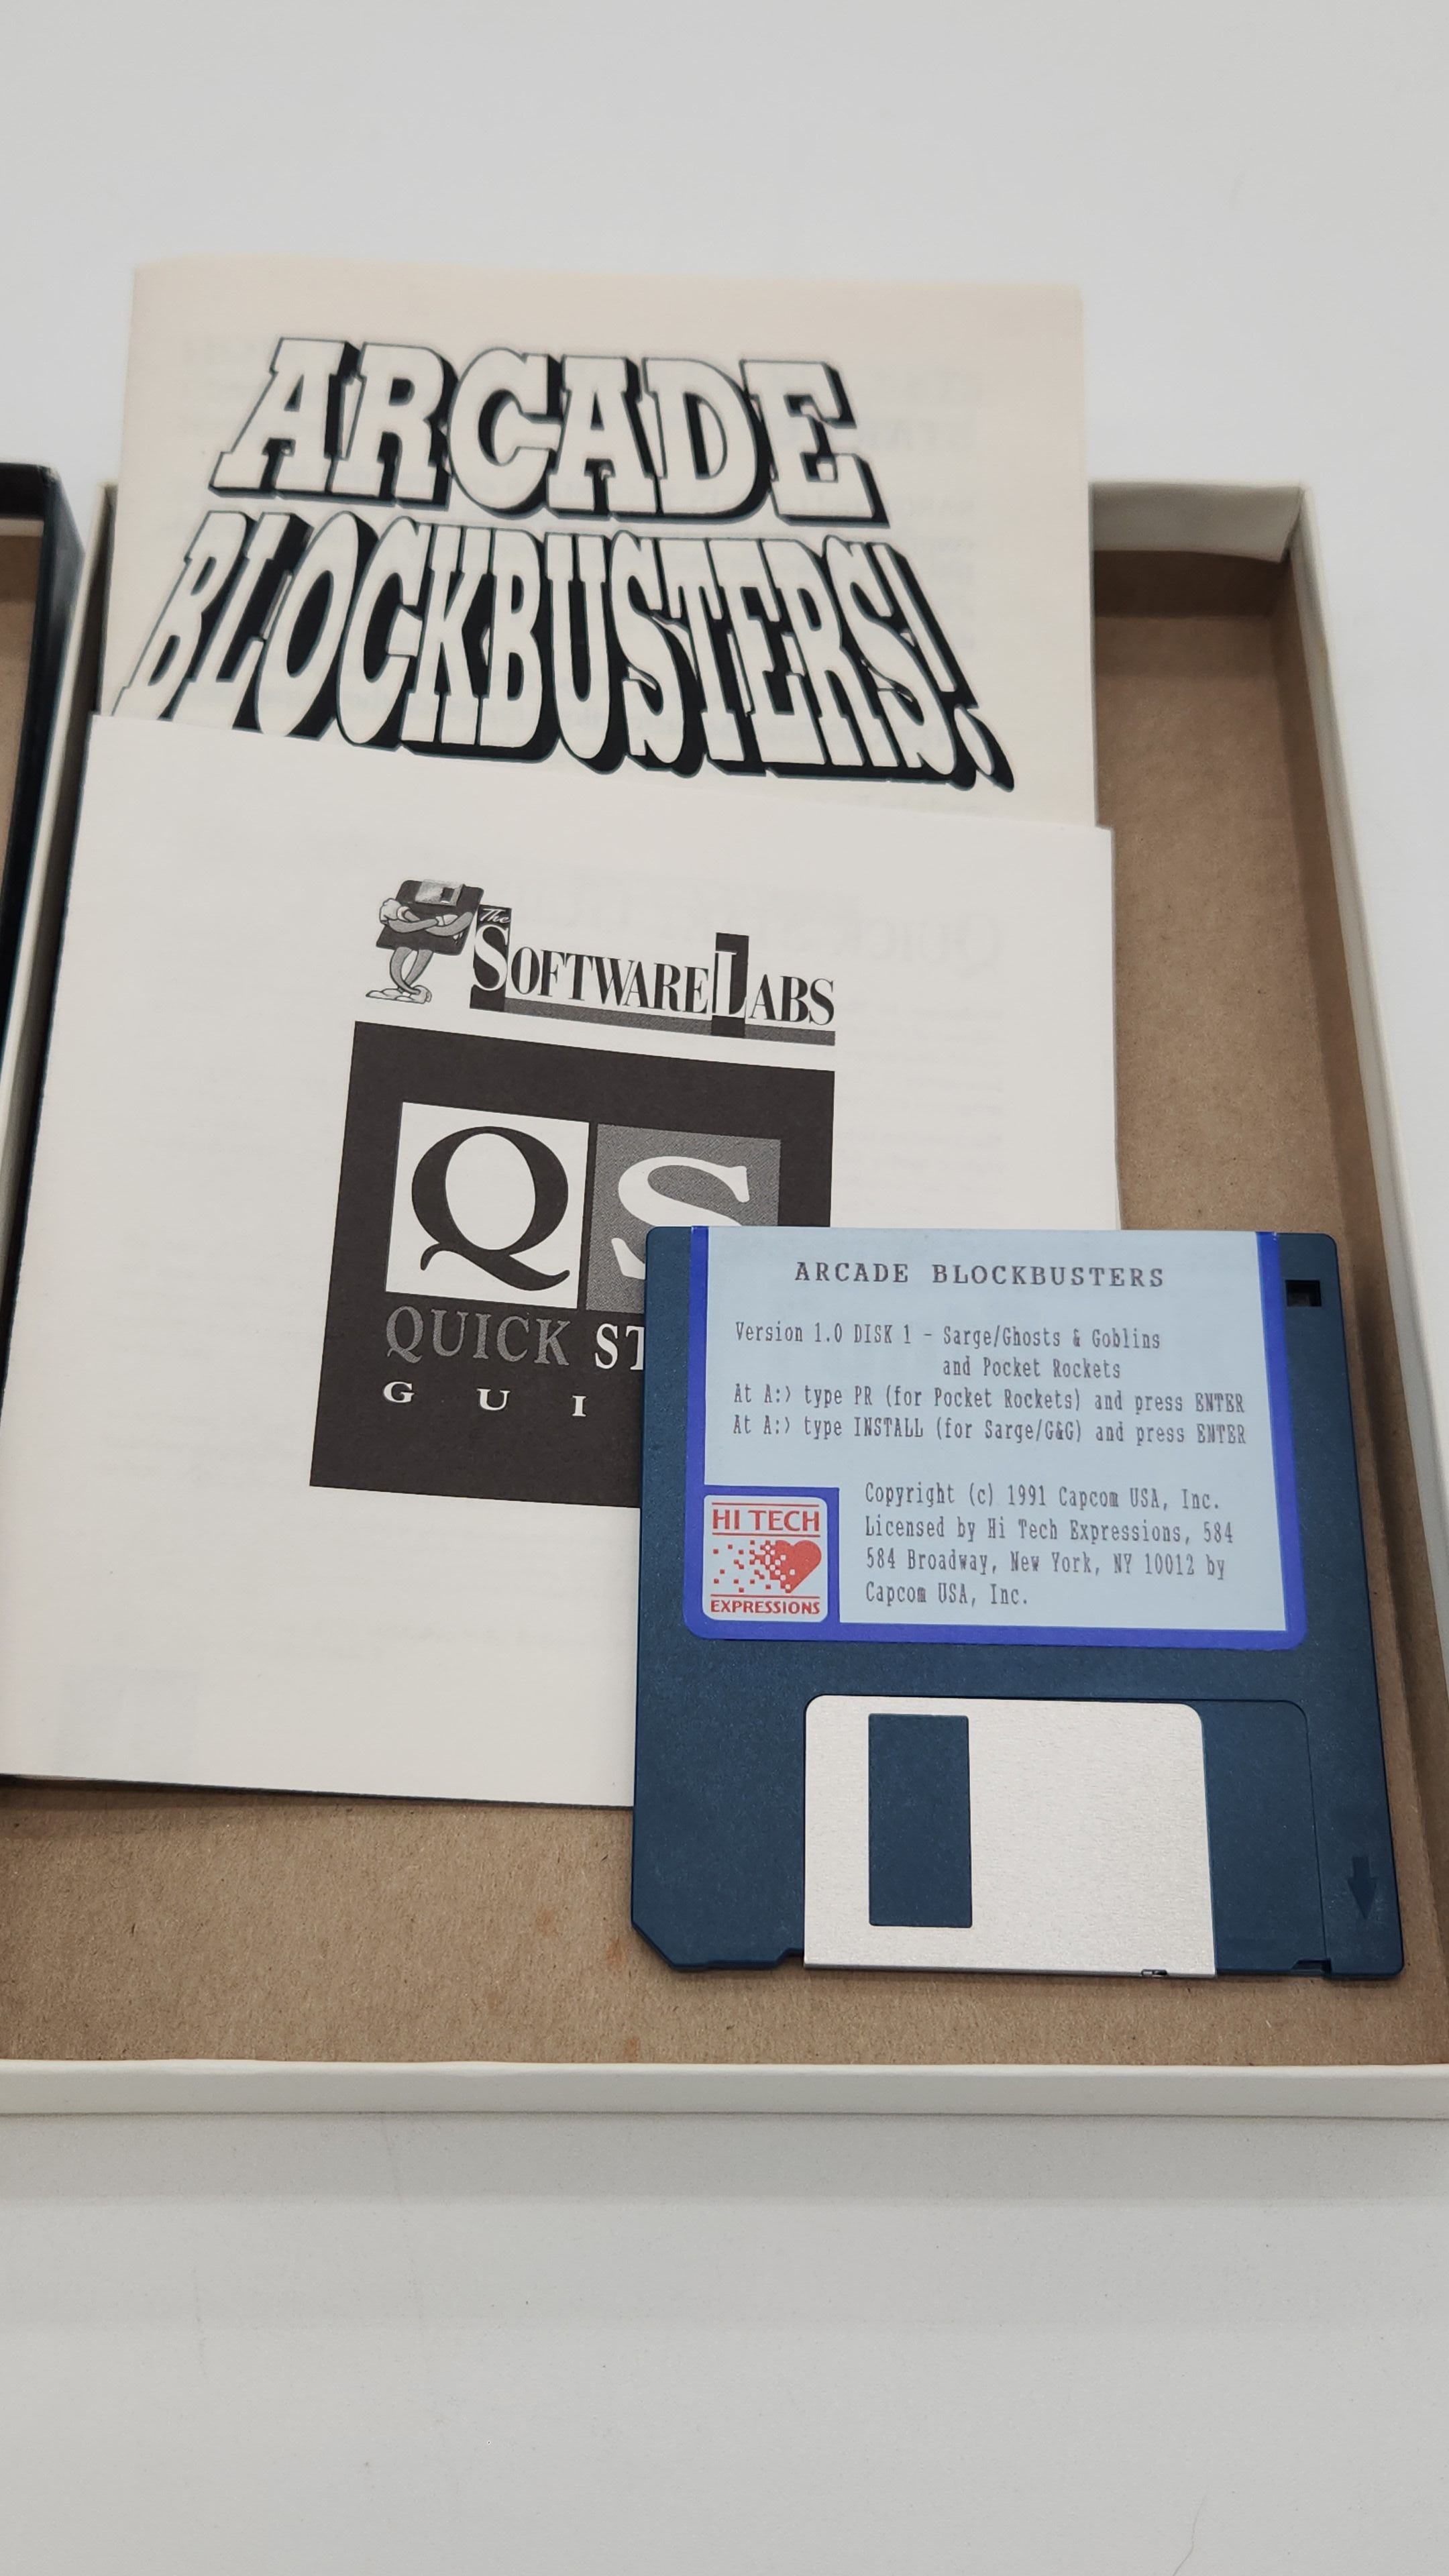 ARCADE
BLOCKBUSTERS!
The
SOFTWARE LABS
QS
QUICK ST
GUI
ARCADE BLOCKBUSTERS
Version 1.0 DISK 1 - Sarge/Ghosts & Goblins
and Pocket Rockets
At A:> type PR (for Pocket Rockets) and press ENTER
At A:> type INSTALL (for Sarge/G&G) and press ENTER
Copyright (c) 1991 Capcom USA, Inc.
Licensed by Hi Tech Expressions, 584
584 Broadway, New York, NY 10012 by
Capcom USA, Inc.
HI TECH
EXPRESSIONS